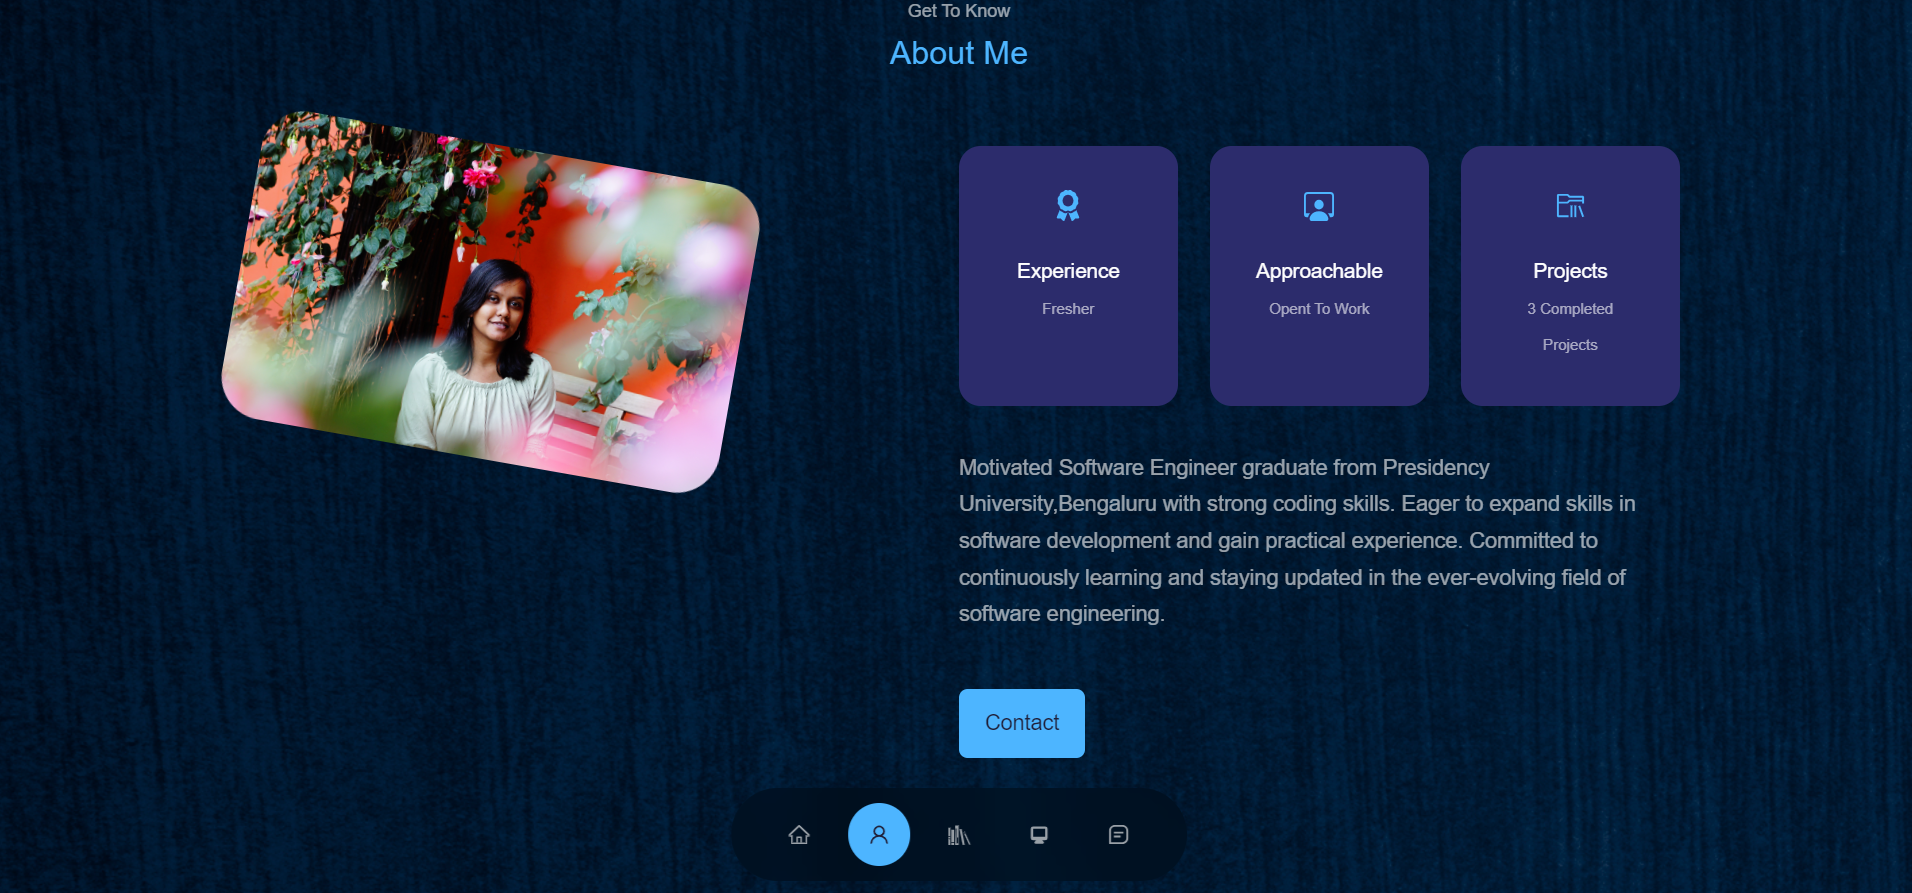 Get To Know
About Me
Experience
Fresher
Approachable
Opent To Work
Projects
3 Completed
Projects
Motivated Software Engineer graduate from Presidency
University,Bengaluru with strong coding skills. Eager to expand skills in
software development and gain practical experience. Committed to
continuously learning and staying updated in the ever-evolving field of
software engineering.
Contact